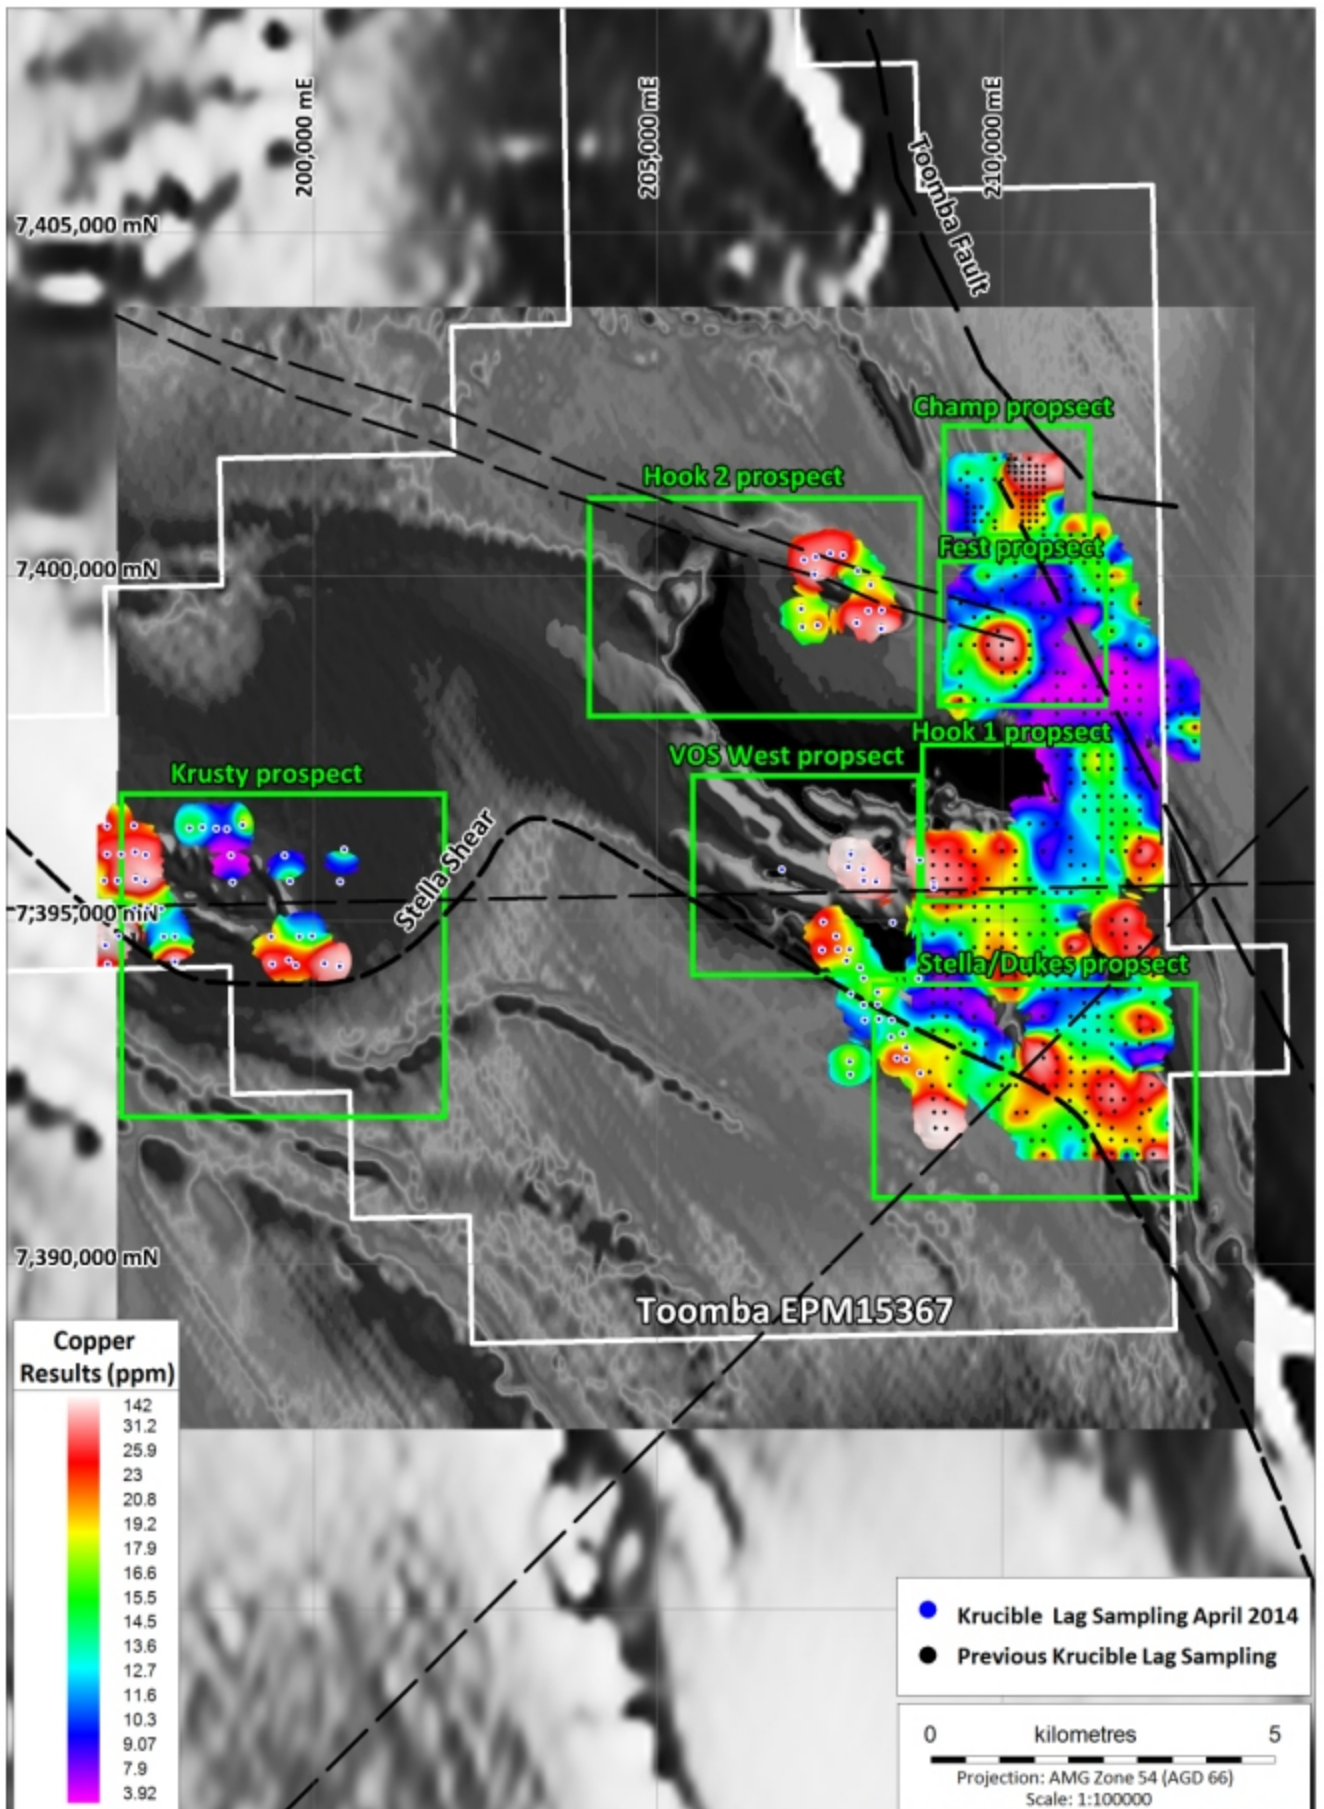 200,000 mE
205,000 mE
210,000 mE
Toomba Fault
7,405,000 mN
Champ propsect
Hook 2 prospect
Fest propsect
7,400,000 mN
Hook 1 propsect
VOS West propsect
Krusty prospect
Stella Shear
7,395,000 mN
Stella/Dukes propsect
7,390,000 mN
Toomba EPM15367
Copper
Results (ppm)
142
31.2
25.9
23
20.8
19.2
17.9
16.6
15.5
14.5
13.6
12.7
11.6
10.3
9.07
7.9
3.92
Krucible Lag Sampling April 2014
Previous Krucible Lag Sampling
0 kilometres 5
Projection: AMG Zone 54 (AGD 66)
Scale: 1:100000